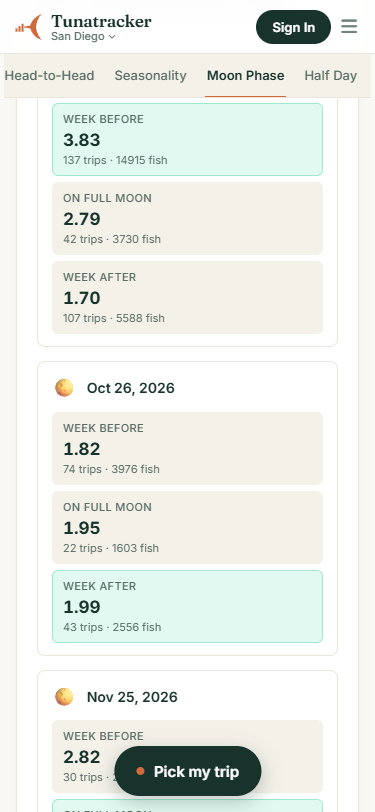 Tunatracker
San Diego
Sign In
Head-to-Head Seasonality Moon Phase Half Day
WEEK BEFORE
3.83
137 trips · 14915 fish
ON FULL MOON
2.79
42 trips · 3730 fish
WEEK AFTER
1.70
107 trips · 5588 fish
Oct 26, 2026
WEEK BEFORE
1.82
74 trips · 3976 fish
ON FULL MOON
1.95
22 trips · 1603 fish
WEEK AFTER
1.99
43 trips · 2556 fish
Nov 25, 2026
WEEK BEFORE
2.82
30 trips ·
Pick my trip